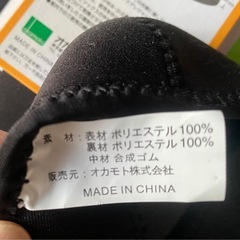 オカ
素 材：表材 ポリエステル100%
裏材 ポリエステル100%
中材 合成ゴム
販売元：オカモト株式会社
MADE IN CHINA